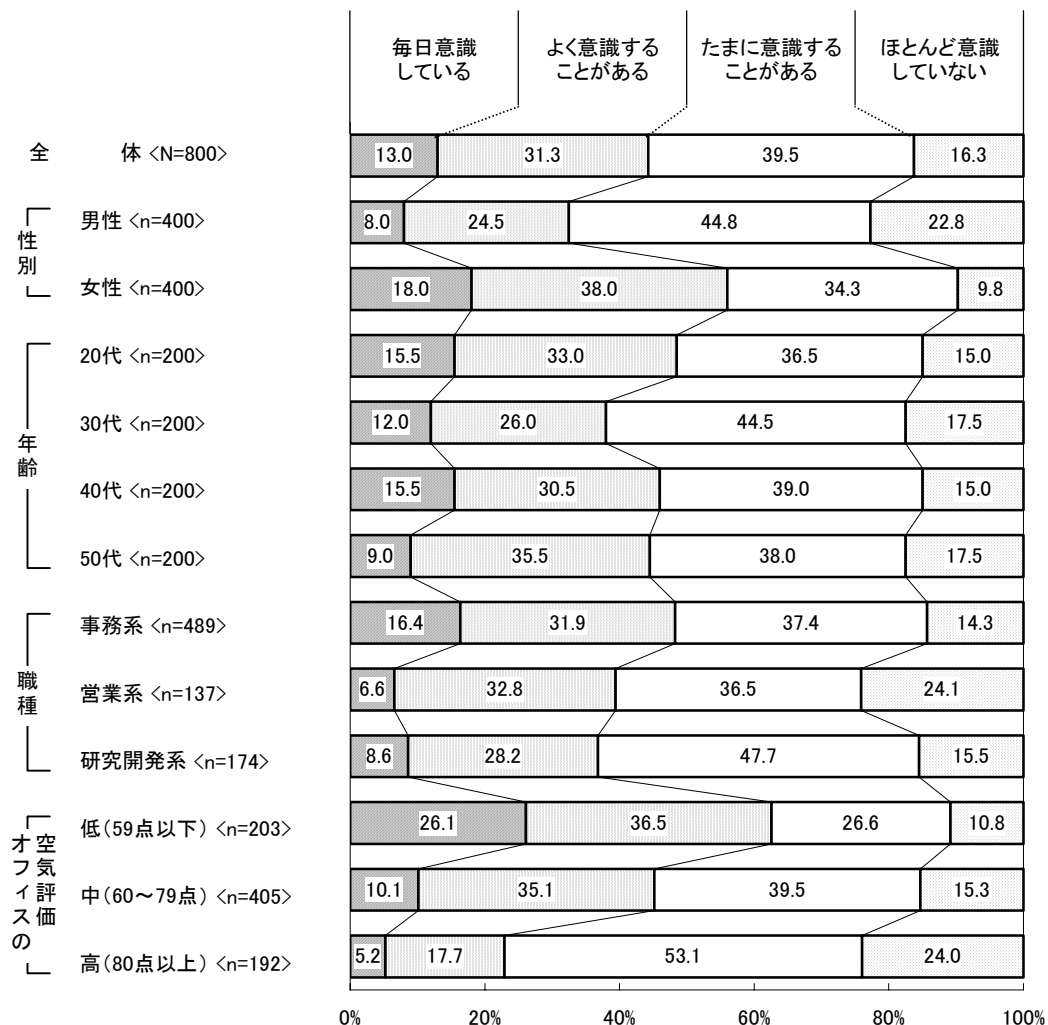 毎日意識
している
よく意識する
ことがある
たまに意識する
ことがある
ほとんど意識
していない
全 体 <N=800>
13.0 31.3 39.5 16.3
性別
男性 <n=400>
8.0 24.5 44.8 22.8
女性 <n=400>
18.0 38.0 34.3 9.8
年齢
20代 <n=200>
15.5 33.0 36.5 15.0
30代 <n=200>
12.0 26.0 44.5 17.5
40代 <n=200>
15.5 30.5 39.0 15.0
50代 <n=200>
9.0 35.5 38.0 17.5
職種
事務系 <n=489>
16.4 31.9 37.4 14.3
営業系 <n=137>
6.6 32.8 36.5 24.1
研究開発系 <n=174>
8.6 28.2 47.7 15.5
オフィスの
空気評価
低(59点以下) <n=203>
26.1 36.5 26.6 10.8
中(60～79点) <n=405>
10.1 35.1 39.5 15.3
高(80点以上) <n=192>
5.2 17.7 53.1 24.0
0% 20% 40% 60% 80% 100%